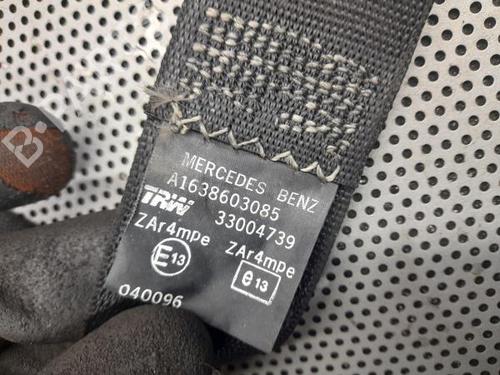 MERCEDES BENZ
A1638603085
TRW 33004739
ZAr4mpe ZAr4mpe
E13 e13
040096